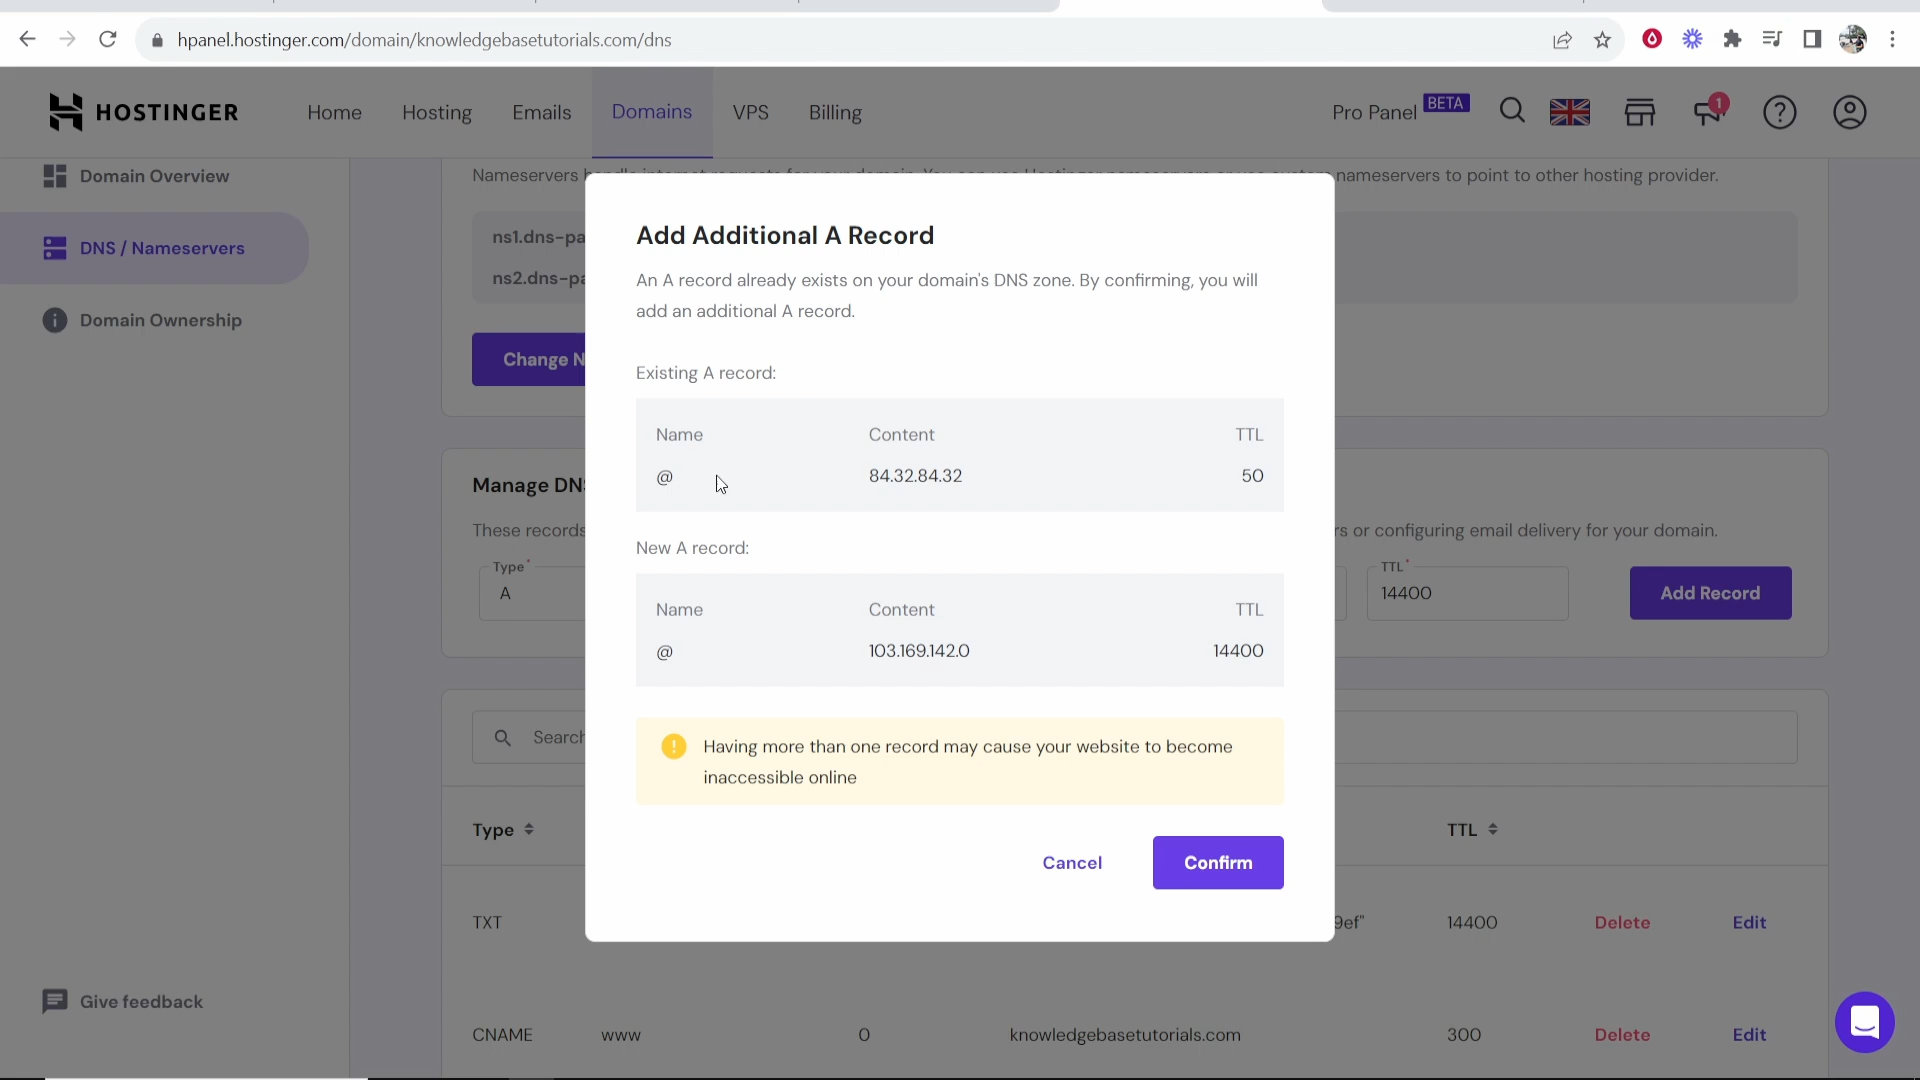 hpanel.hostinger.com/domain/knowledgebasetutorials.com/dns
HOSTINGER
Home
Hosting
Emails
Domains
VPS
Billing
Pro Panel BETA
1
Domain Overview
DNS / Nameservers
Domain Ownership
Give feedback
Nameservers
nameservers to point to other hosting provider.
ns1.dns-pa
ns2.dns-pa
Change N
Manage DNS
These records
rs or configuring email delivery for your domain.
Type*
A
TTL*
14400
Add Record
Search
Type
TTL
TXT
9ef"
14400
Delete
Edit
CNAME
www
0
knowledgebasetutorials.com
300
Delete
Edit
Add Additional A Record
An A record already exists on your domain's DNS zone. By confirming, you will
add an additional A record.
Existing A record:
Name
Content
TTL
@
84.32.84.32
50
New A record:
Name
Content
TTL
@
103.169.142.0
14400
Having more than one record may cause your website to become
inaccessible online
Cancel
Confirm